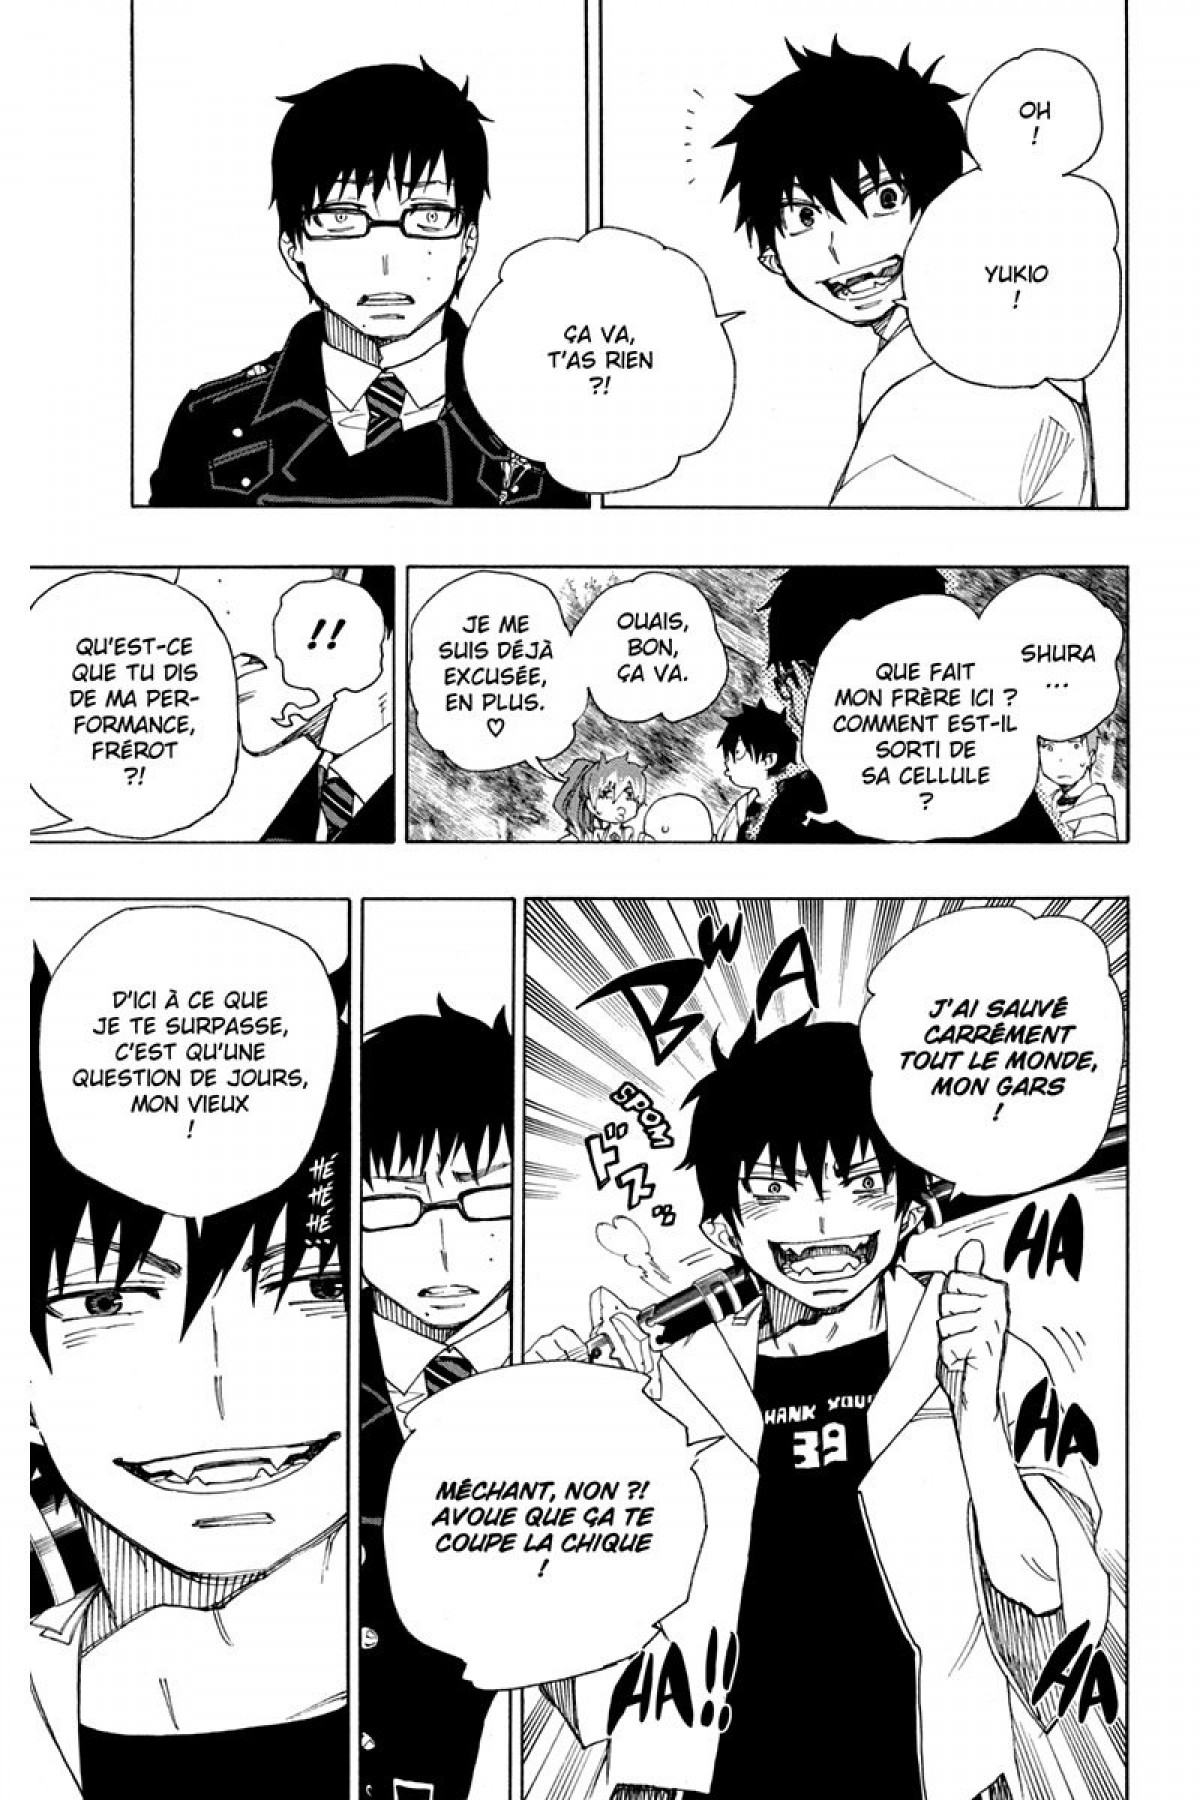 OH
!
YUKIO
!
ÇA VA,
T'AS RIEN
?!
SHURA
...
QUE FAIT
MON FRÈRE ICI ?
COMMENT EST-IL
SORTI DE
SA CELLULE
?
OUAIS,
BON,
ÇA VA.
JE ME
SUIS DÉJÀ
EXCUSÉE,
EN PLUS.
♡
!!
QU'EST-CE
QUE TU DIS
DE MA PER-
FORMANCE,
FRÉROT
?!
J'AI SAUVÉ
CARRÉMENT
TOUT LE MONDE,
MON GARS
!
BWA
HA
HA
HA
HA!!
SPOM
ドスッ
HANK YOU!
39
MÉCHANT, NON ?!
AVOUE QUE ÇA TE
COUPE LA CHIQUE
!
D'ICI À CE QUE
JE TE SURPASSE,
C'EST QU'UNE
QUESTION DE JOURS,
MON VIEUX
!
HÉ
HÉ
HÉ